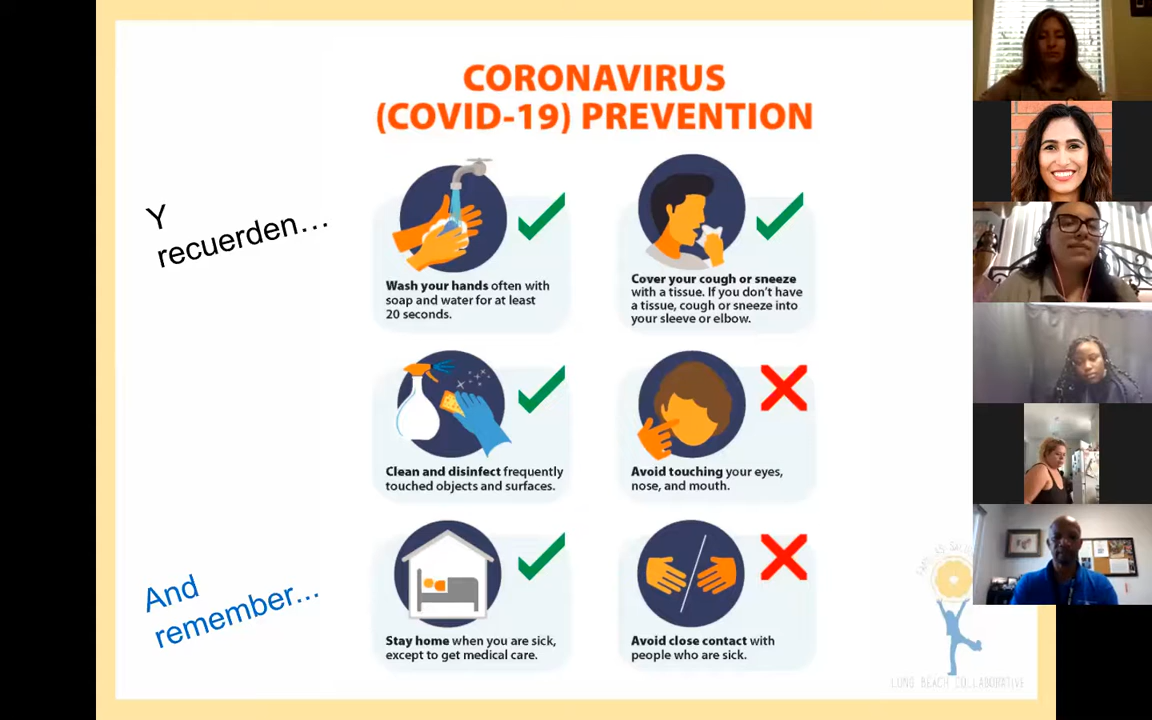 CORONAVIRUS
(COVID-19) PREVENTION
Y
recuerden...
Wash your hands often with
soap and water for at least
20 seconds.
Cover your cough or sneeze
with a tissue. If you don't have
a tissue, cough or sneeze into
your sleeve or elbow.
Clean and disinfect frequently
touched objects and surfaces.
Avoid touching your eyes,
nose, and mouth.
And
remember...
Stay home when you are sick,
except to get medical care.
Avoid close contact with
people who are sick.
LONG BEACH COLLABORATIVE